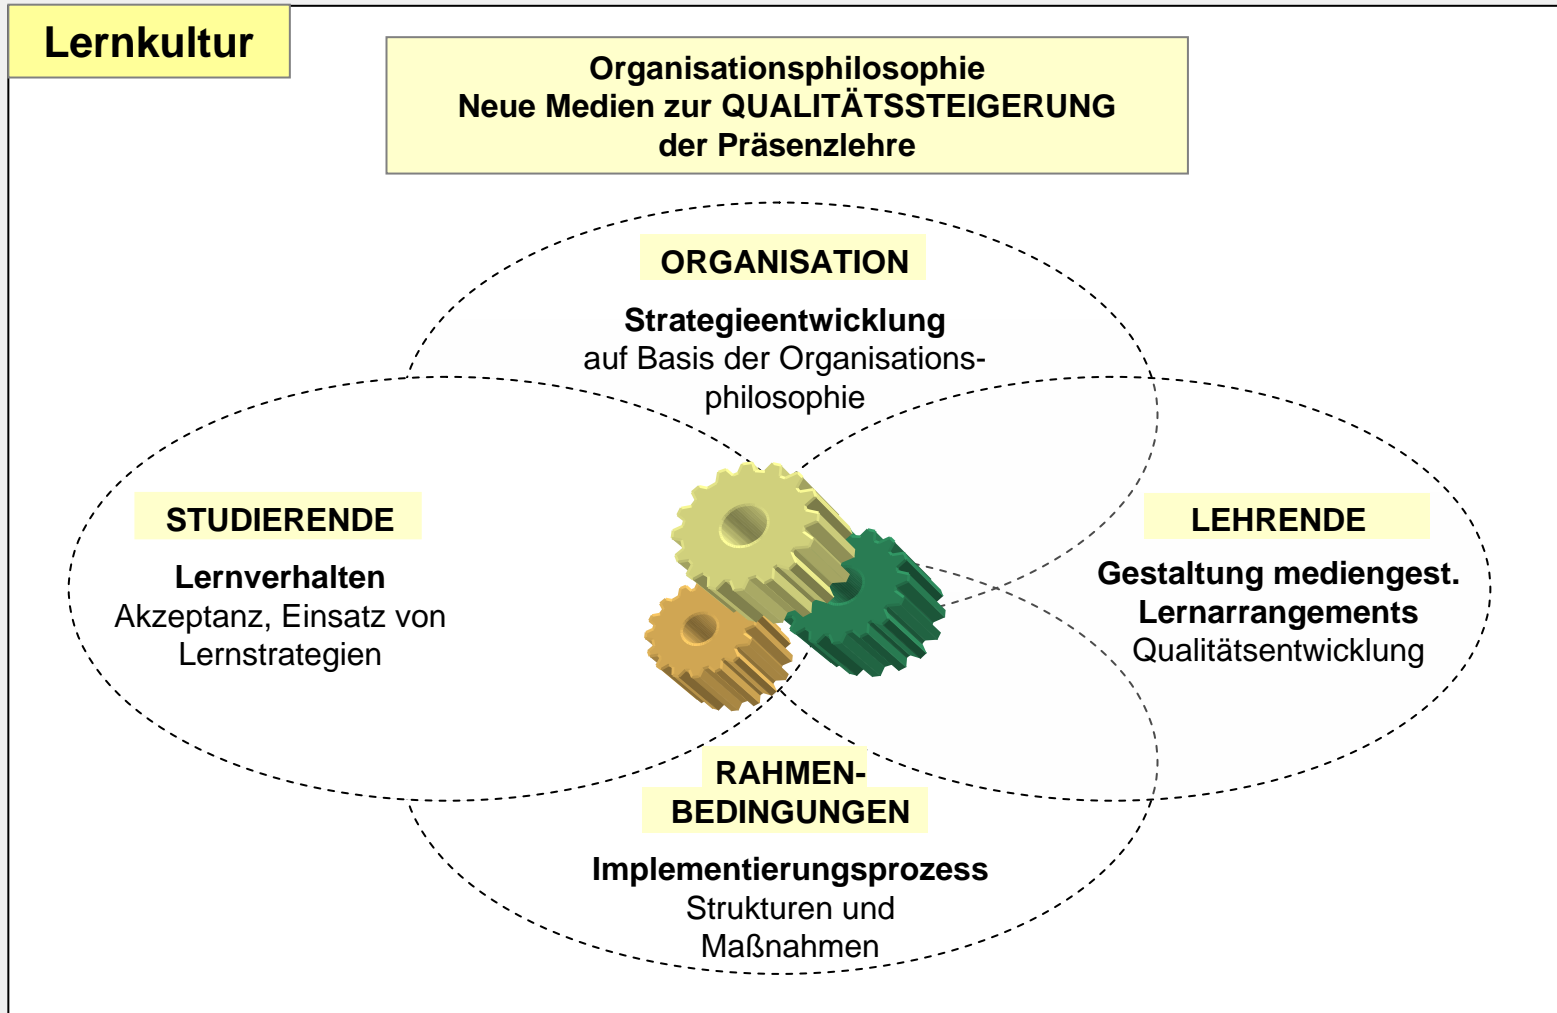 Lernkultur
Organisationsphilosophie
Neue Medien zur QUALITÄTSSTEIGERUNG
der Präsenzlehre
ORGANISATION
Strategieentwicklung
auf Basis der Organisations-
philosophie
STUDIERENDE
Lernverhalten
Akzeptanz, Einsatz von
Lernstrategien
LEHRENDE
Gestaltung mediengest.
Lernarrangements
Qualitätsentwicklung
RAHMEN-
BEDINGUNGEN
Implementierungsprozess
Strukturen und
Maßnahmen